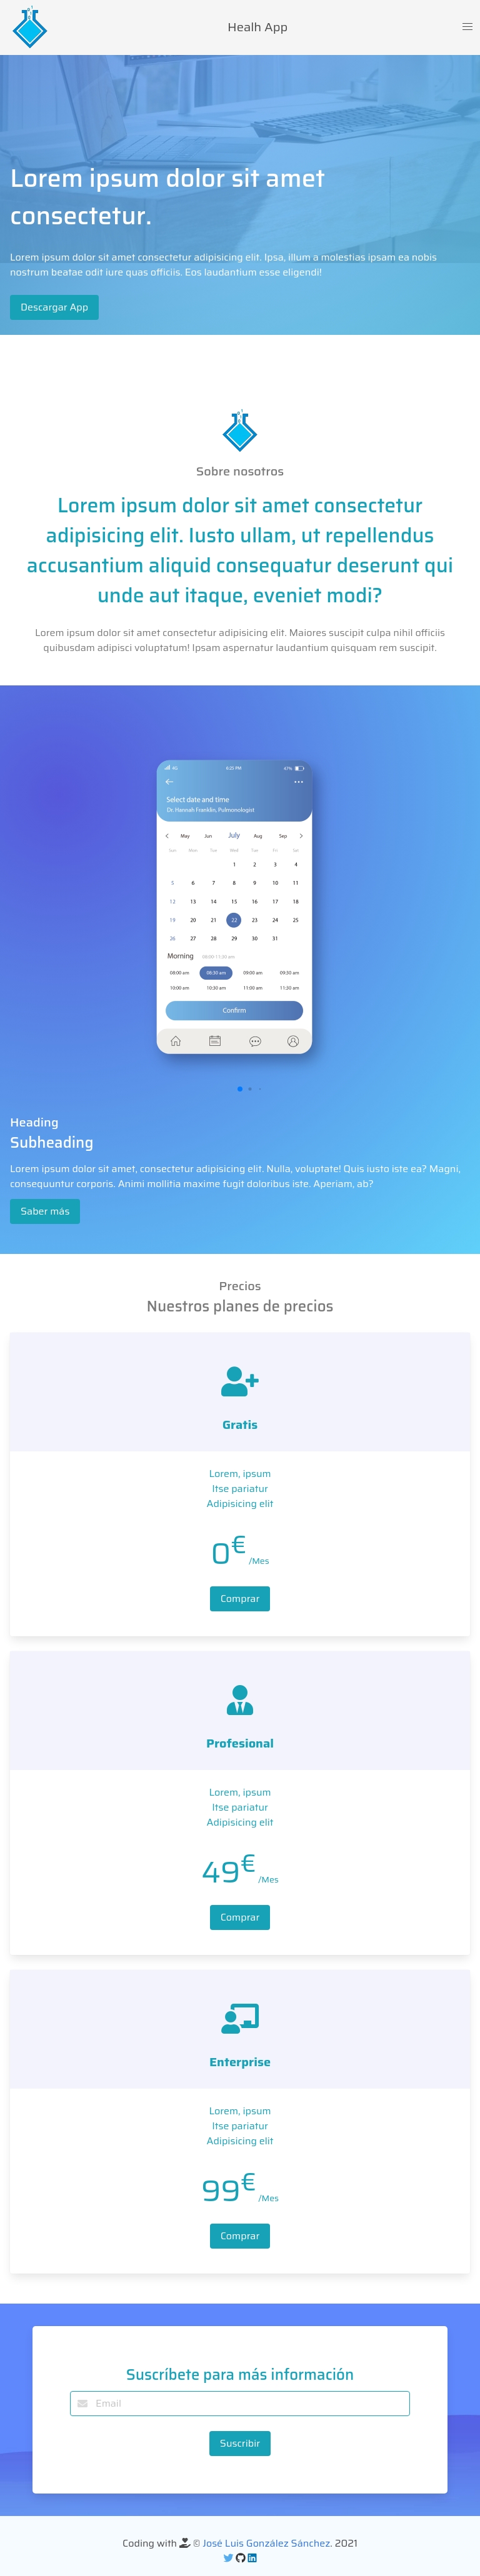 Healh App
Lorem ipsum dolor sit amet
consectetur.
Lorem ipsum dolor sit amet consectetur adipisicing elit. Ipsa, illum a molestias ipsam ea nobis
nostrum beatae odit iure quas officiis. Eos laudantium esse eligendi!
Descargar App
Sobre nosotros
Lorem ipsum dolor sit amet consectetur
adipisicing elit. Iusto ullam, ut repellendus
accusantium aliquid consequatur deserunt qui
unde aut itaque, eveniet modi?
Lorem ipsum dolor sit amet consectetur adipisicing elit. Maiores suscipit culpa nihil officiis
quibusdam adipisci voluptatum! Ipsam aspernatur laudantium quisquam rem suscipit.
4G 6:25 PM 61%
Select date and time
Dr. Hannah Franklin, Pulmonologist
May Jun July Aug Sep
Sun Mon Tue Wed Tue Fri Sat
1 2 3 4
5 6 7 8 9 10 11
12 13 14 15 16 17 18
19 20 21 22 23 24 25
26 27 28 29 30 31
Morning 08:00-11:30 am
08:00 am 08:30 am 09:00 am 09:30 am
10:00 am 10:30 am 11:00 am 11:30 am
Confirm
Heading
Subheading
Lorem ipsum dolor sit amet, consectetur adipisicing elit. Nulla, voluptate! Quis iusto iste ea? Magni,
consequuntur corporis. Animi mollitia maxime fugit doloribus iste. Aperiam, ab?
Saber más
Precios
Nuestros planes de precios
Gratis
Lorem, ipsum
Itse pariatur
Adipisicing elit
0€ /Mes
Comprar
Profesional
Lorem, ipsum
Itse pariatur
Adipisicing elit
49€ /Mes
Comprar
Enterprise
Lorem, ipsum
Itse pariatur
Adipisicing elit
99€ /Mes
Comprar
Suscríbete para más información
Email
Suscribir
Coding with © José Luis González Sánchez. 2021